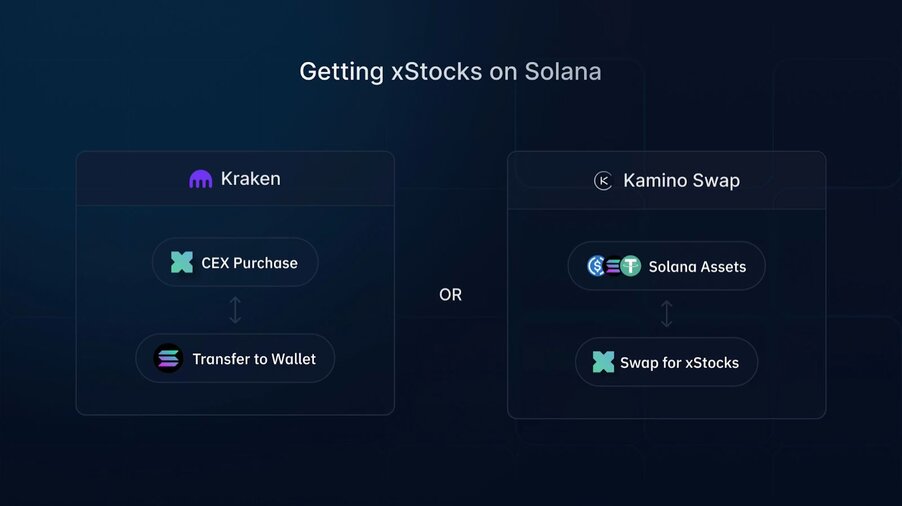 Getting xStocks on Solana
Kraken
CEX Purchase
Transfer to Wallet
OR
Kamino Swap
Solana Assets
Swap for xStocks